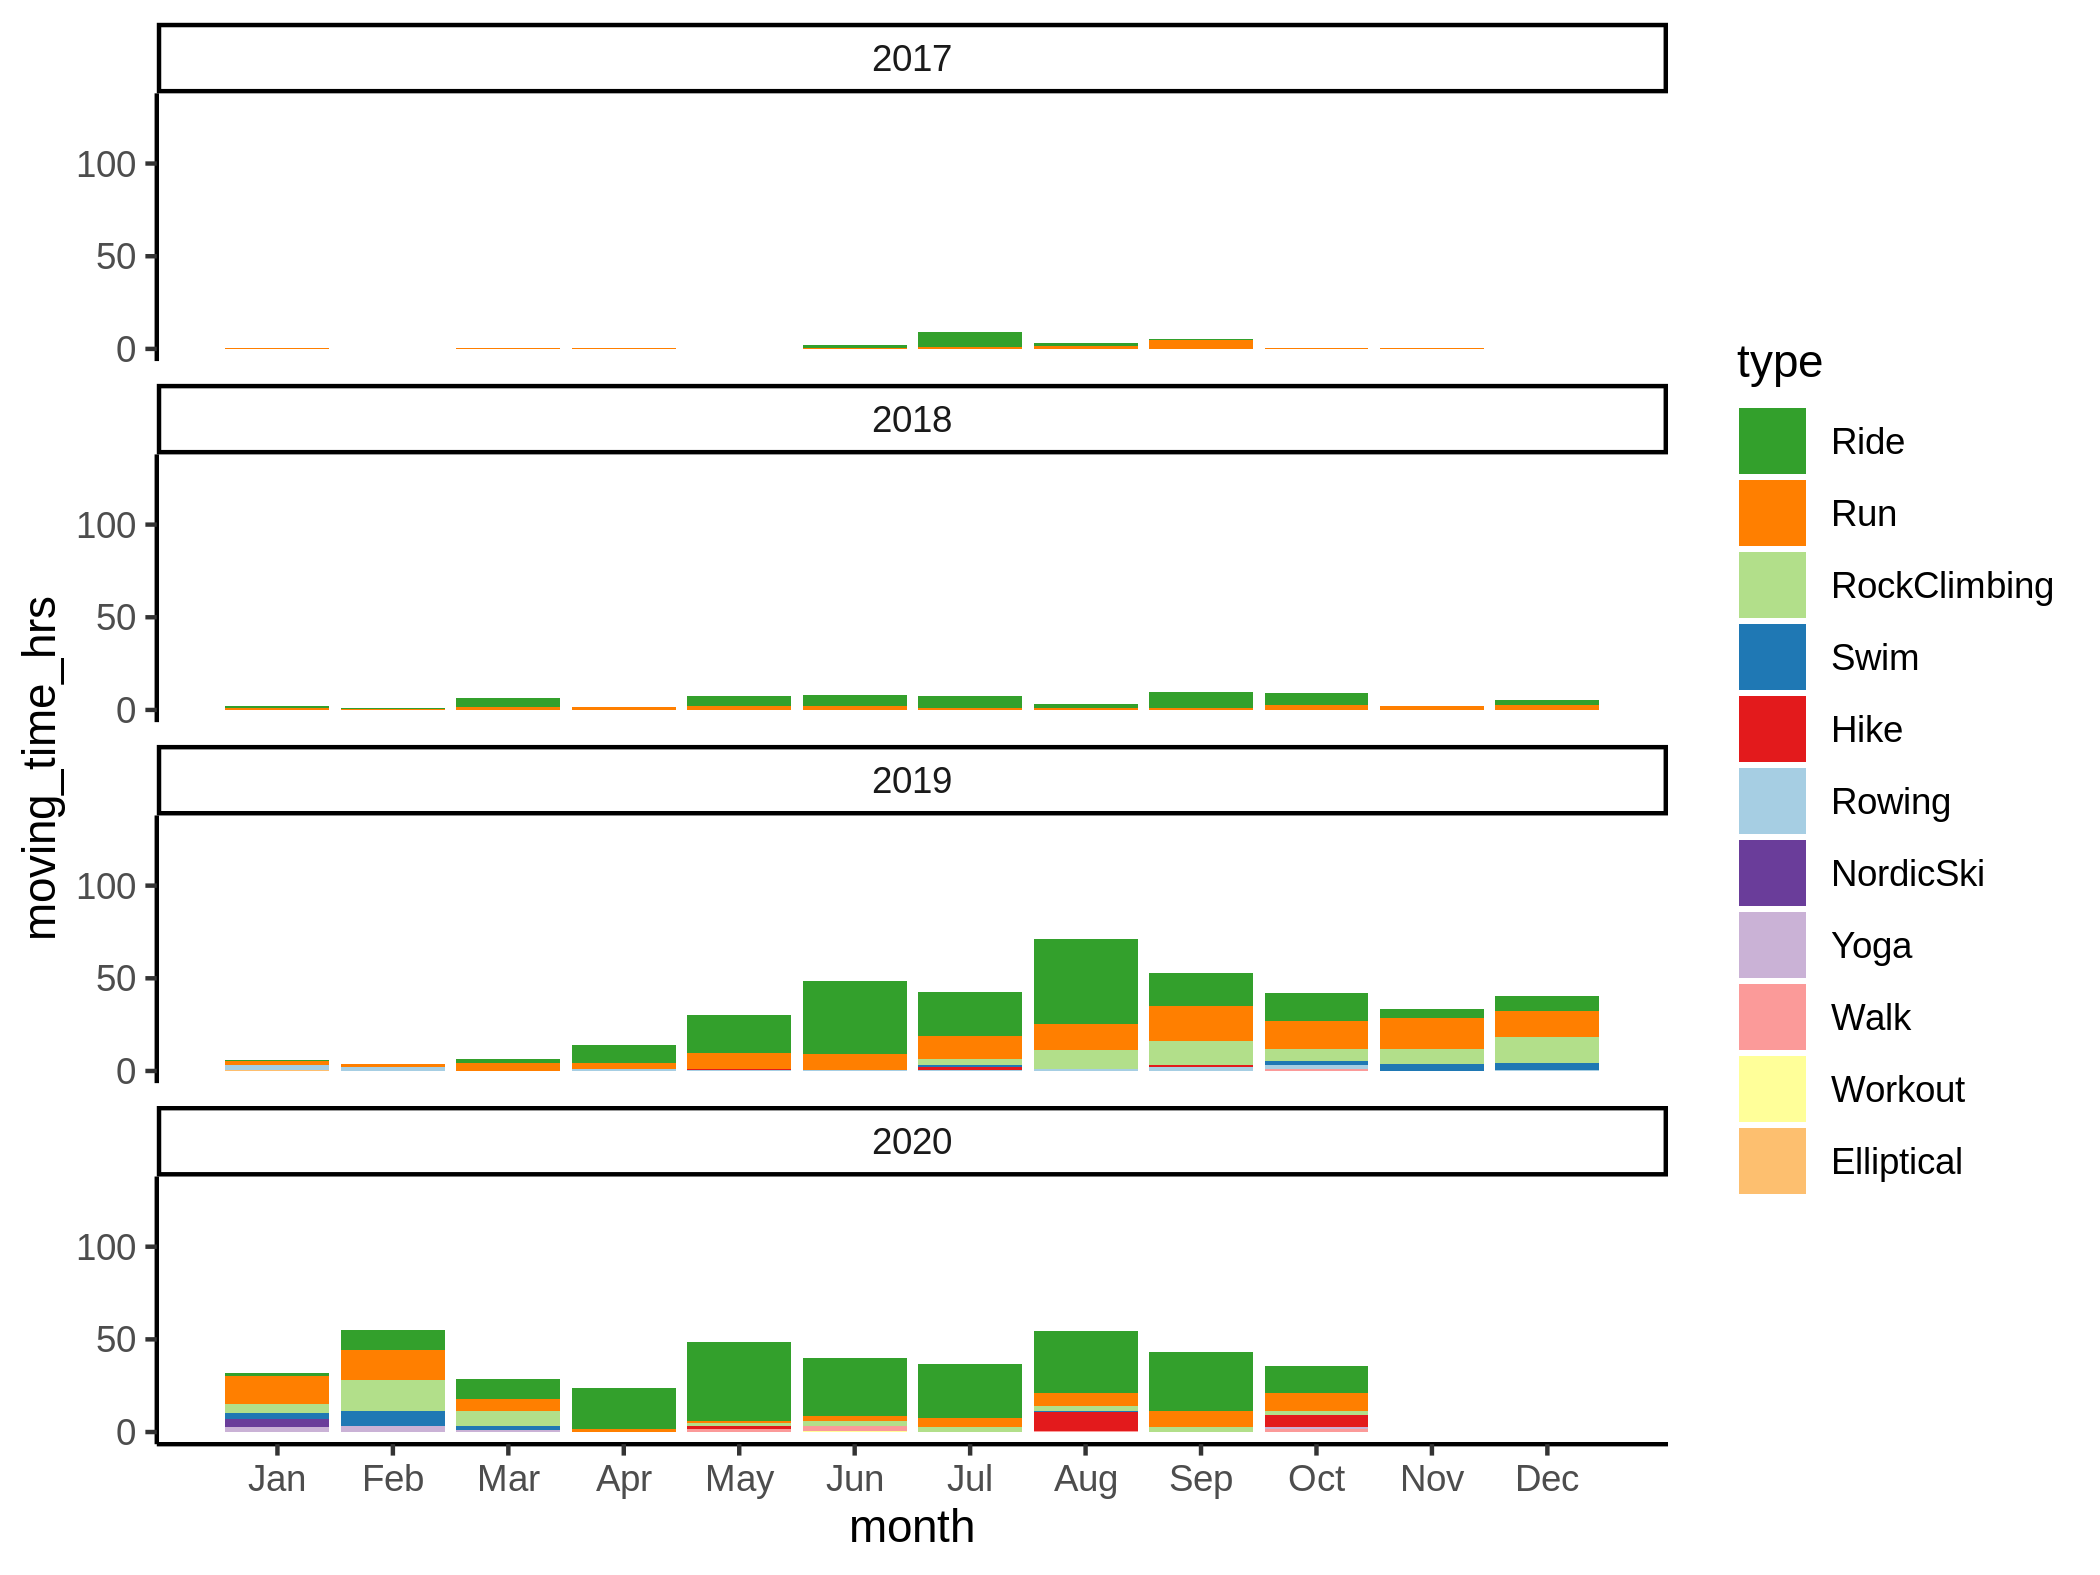 2017
100
50
0
2018
100
50
0
2019
100
50
0
2020
100
50
0
Jan Feb Mar Apr May Jun Jul Aug Sep Oct Nov Dec
month
moving_time_hrs
type
Ride
Run
RockClimbing
Swim
Hike
Rowing
NordicSki
Yoga
Walk
Workout
Elliptical